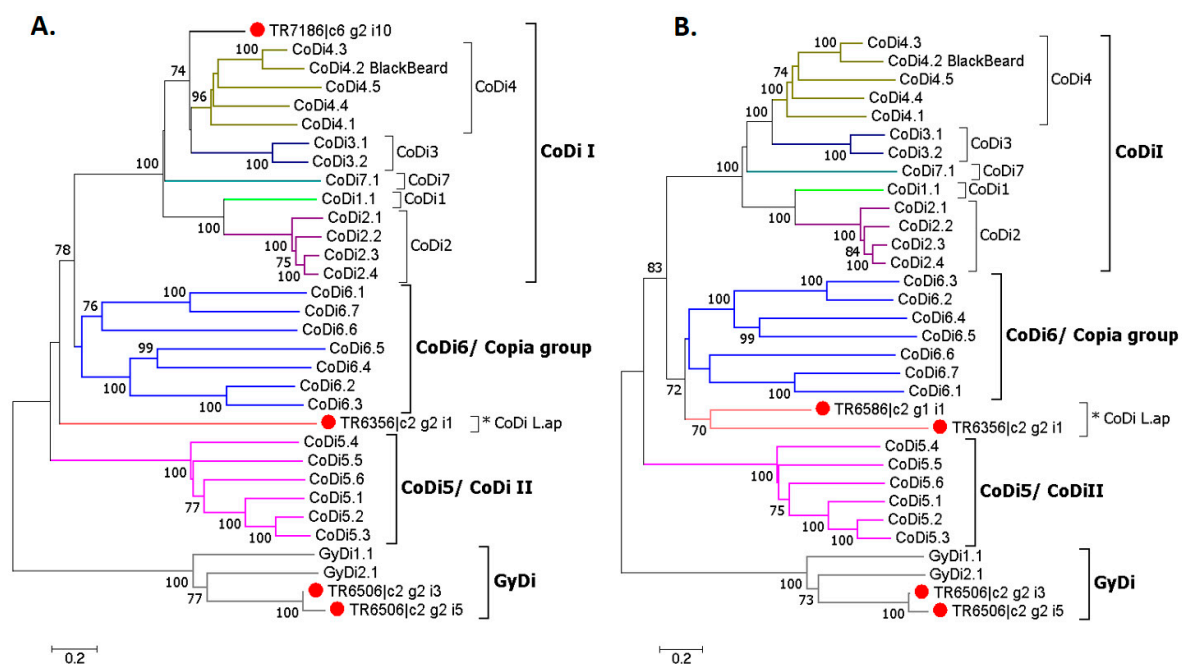 A.
TR7186|c6 g2 i10
100
CoDi4.3
74
CoDi4.2 BlackBeard
CoDi4.5
CoDi4
96
CoDi4.4
CoDi4.1
CoDi3.1
100
CoDi3
CoDi I
100
CoDi3.2
CoDi7.1
CoDi7
CoDi1.1
CoDi1
100
CoDi2.1
100
CoDi2.2
CoDi2
78
75
CoDi2.3
100
CoDi2.4
100
CoDi6.1
76
CoDi6.7
CoDi6.6
99
CoDi6.5
CoDi6/ Copia group
CoDi6.4
100
CoDi6.2
100
CoDi6.3
TR6356|c2 g2 i1
* CoDi L.ap
CoDi5.4
100
CoDi5.5
CoDi5.6
CoDi5/ CoDi II
77
CoDi5.1
100
CoDi5.2
100
CoDi5.3
GyDi1.1
100
GyDi2.1
GyDi
77
TR6506|c2 g2 i3
100
TR6506|c2 g2 i5
0.2
B.
100
CoDi4.3
74
CoDi4.2 BlackBeard
CoDi4.5
CoDi4
100
CoDi4.4
100
CoDi4.1
CoDi3.1
CoDi3
CoDiI
100
CoDi3.2
100
CoDi7.1
CoDi7
CoDi1.1
CoDi1
100
CoDi2.1
100
CoDi2.2
CoDi2
84
CoDi2.3
100
CoDi2.4
83
100
CoDi6.3
100
CoDi6.2
CoDi6.4
99
CoDi6.5
CoDi6/ Copia group
CoDi6.6
72
CoDi6.7
100
CoDi6.1
TR6586|c2 g1 i1
* CoDi L.ap
70
TR6356|c2 g2 i1
CoDi5.4
100
CoDi5.5
CoDi5.6
CoDi5/ CoDiII
75
CoDi5.1
100
CoDi5.2
100
CoDi5.3
GyDi1.1
100
GyDi2.1
GyDi
73
TR6506|c2 g2 i3
100
TR6506|c2 g2 i5
0.2